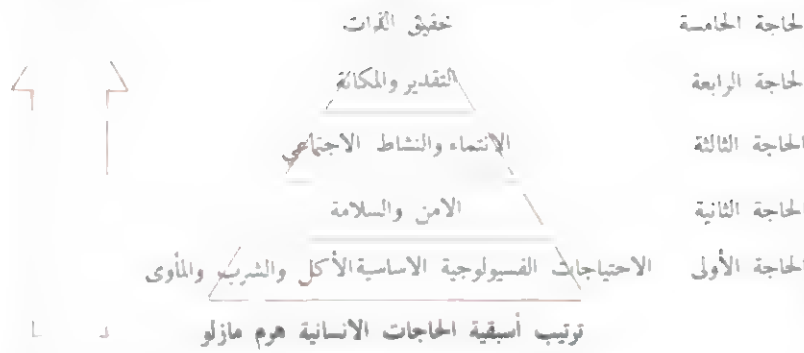 الحاجة الخامسة تحقيق الذات
الحاجة الرابعة التقدير والمكانة
الحاجة الثالثة الانتماء والنشاط الاجتماعي
الحاجة الثانية الامن والسلامة
الحاجة الأولى الاحتياجات الفسيولوجية الاساسية الأكل والشرب والمأوى
ترتيب أسبقية الحاجات الانسانية هرم مازلو